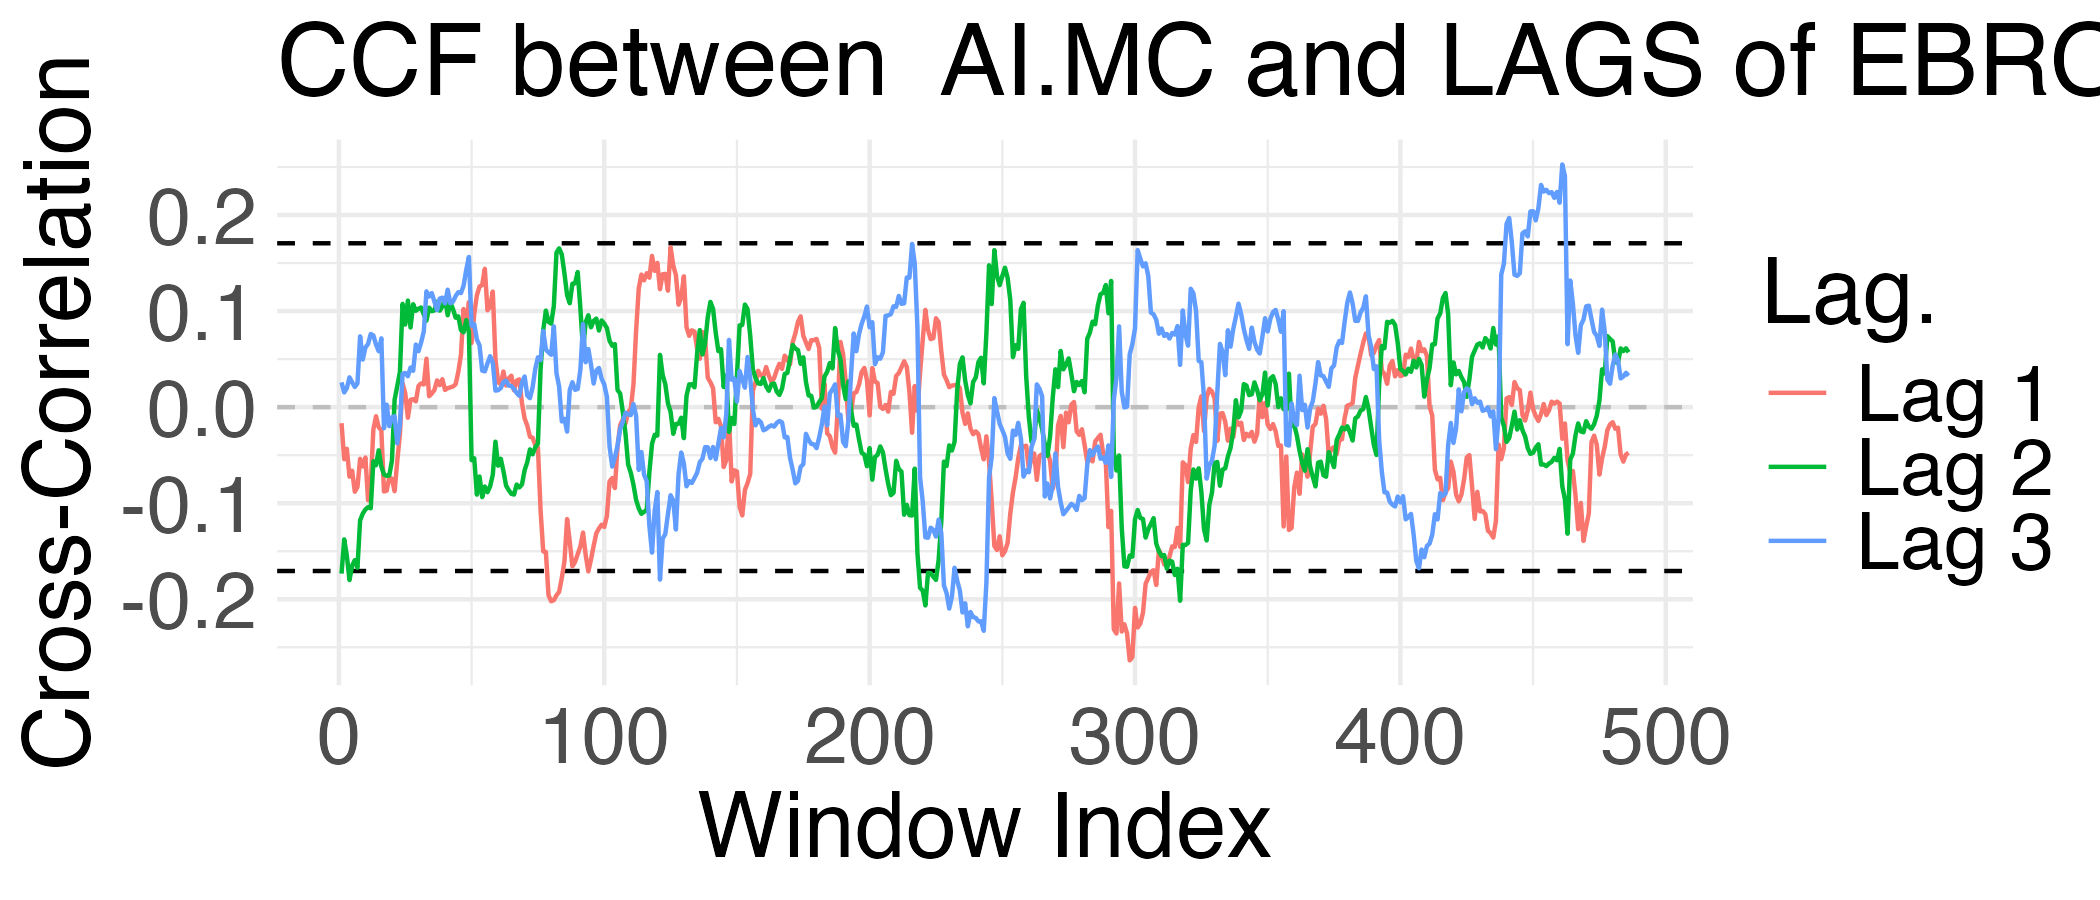 CCF between  AI.MC and LAGS of EBRO
Cross-Correlation
0.2
0.1
0.0
-0.1
-0.2
0 100 200 300 400 500
Window Index
Lag.
Lag 1
Lag 2
Lag 3